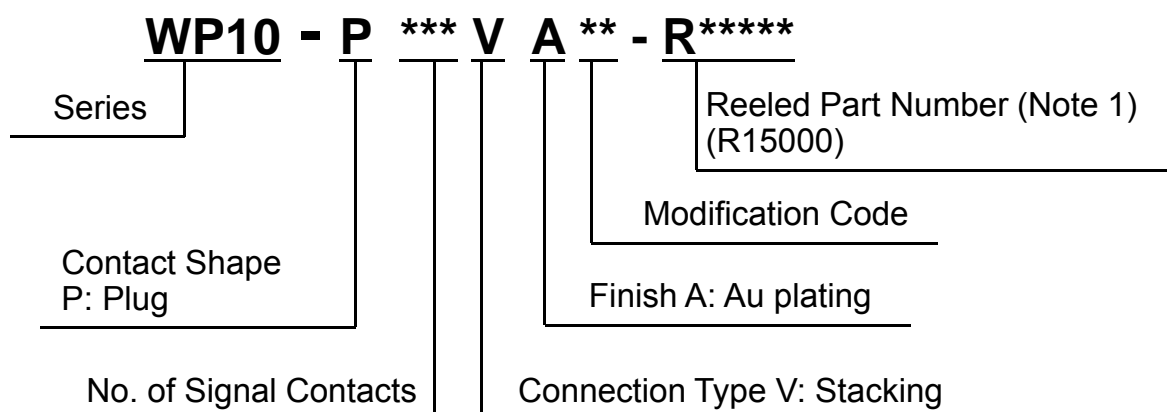 WP10 - P *** V A ** - R*****
Series
Reeled Part Number (Note 1)
(R15000)
Modification Code
Contact Shape
P: Plug
Finish A: Au plating
No. of Signal Contacts
Connection Type V: Stacking